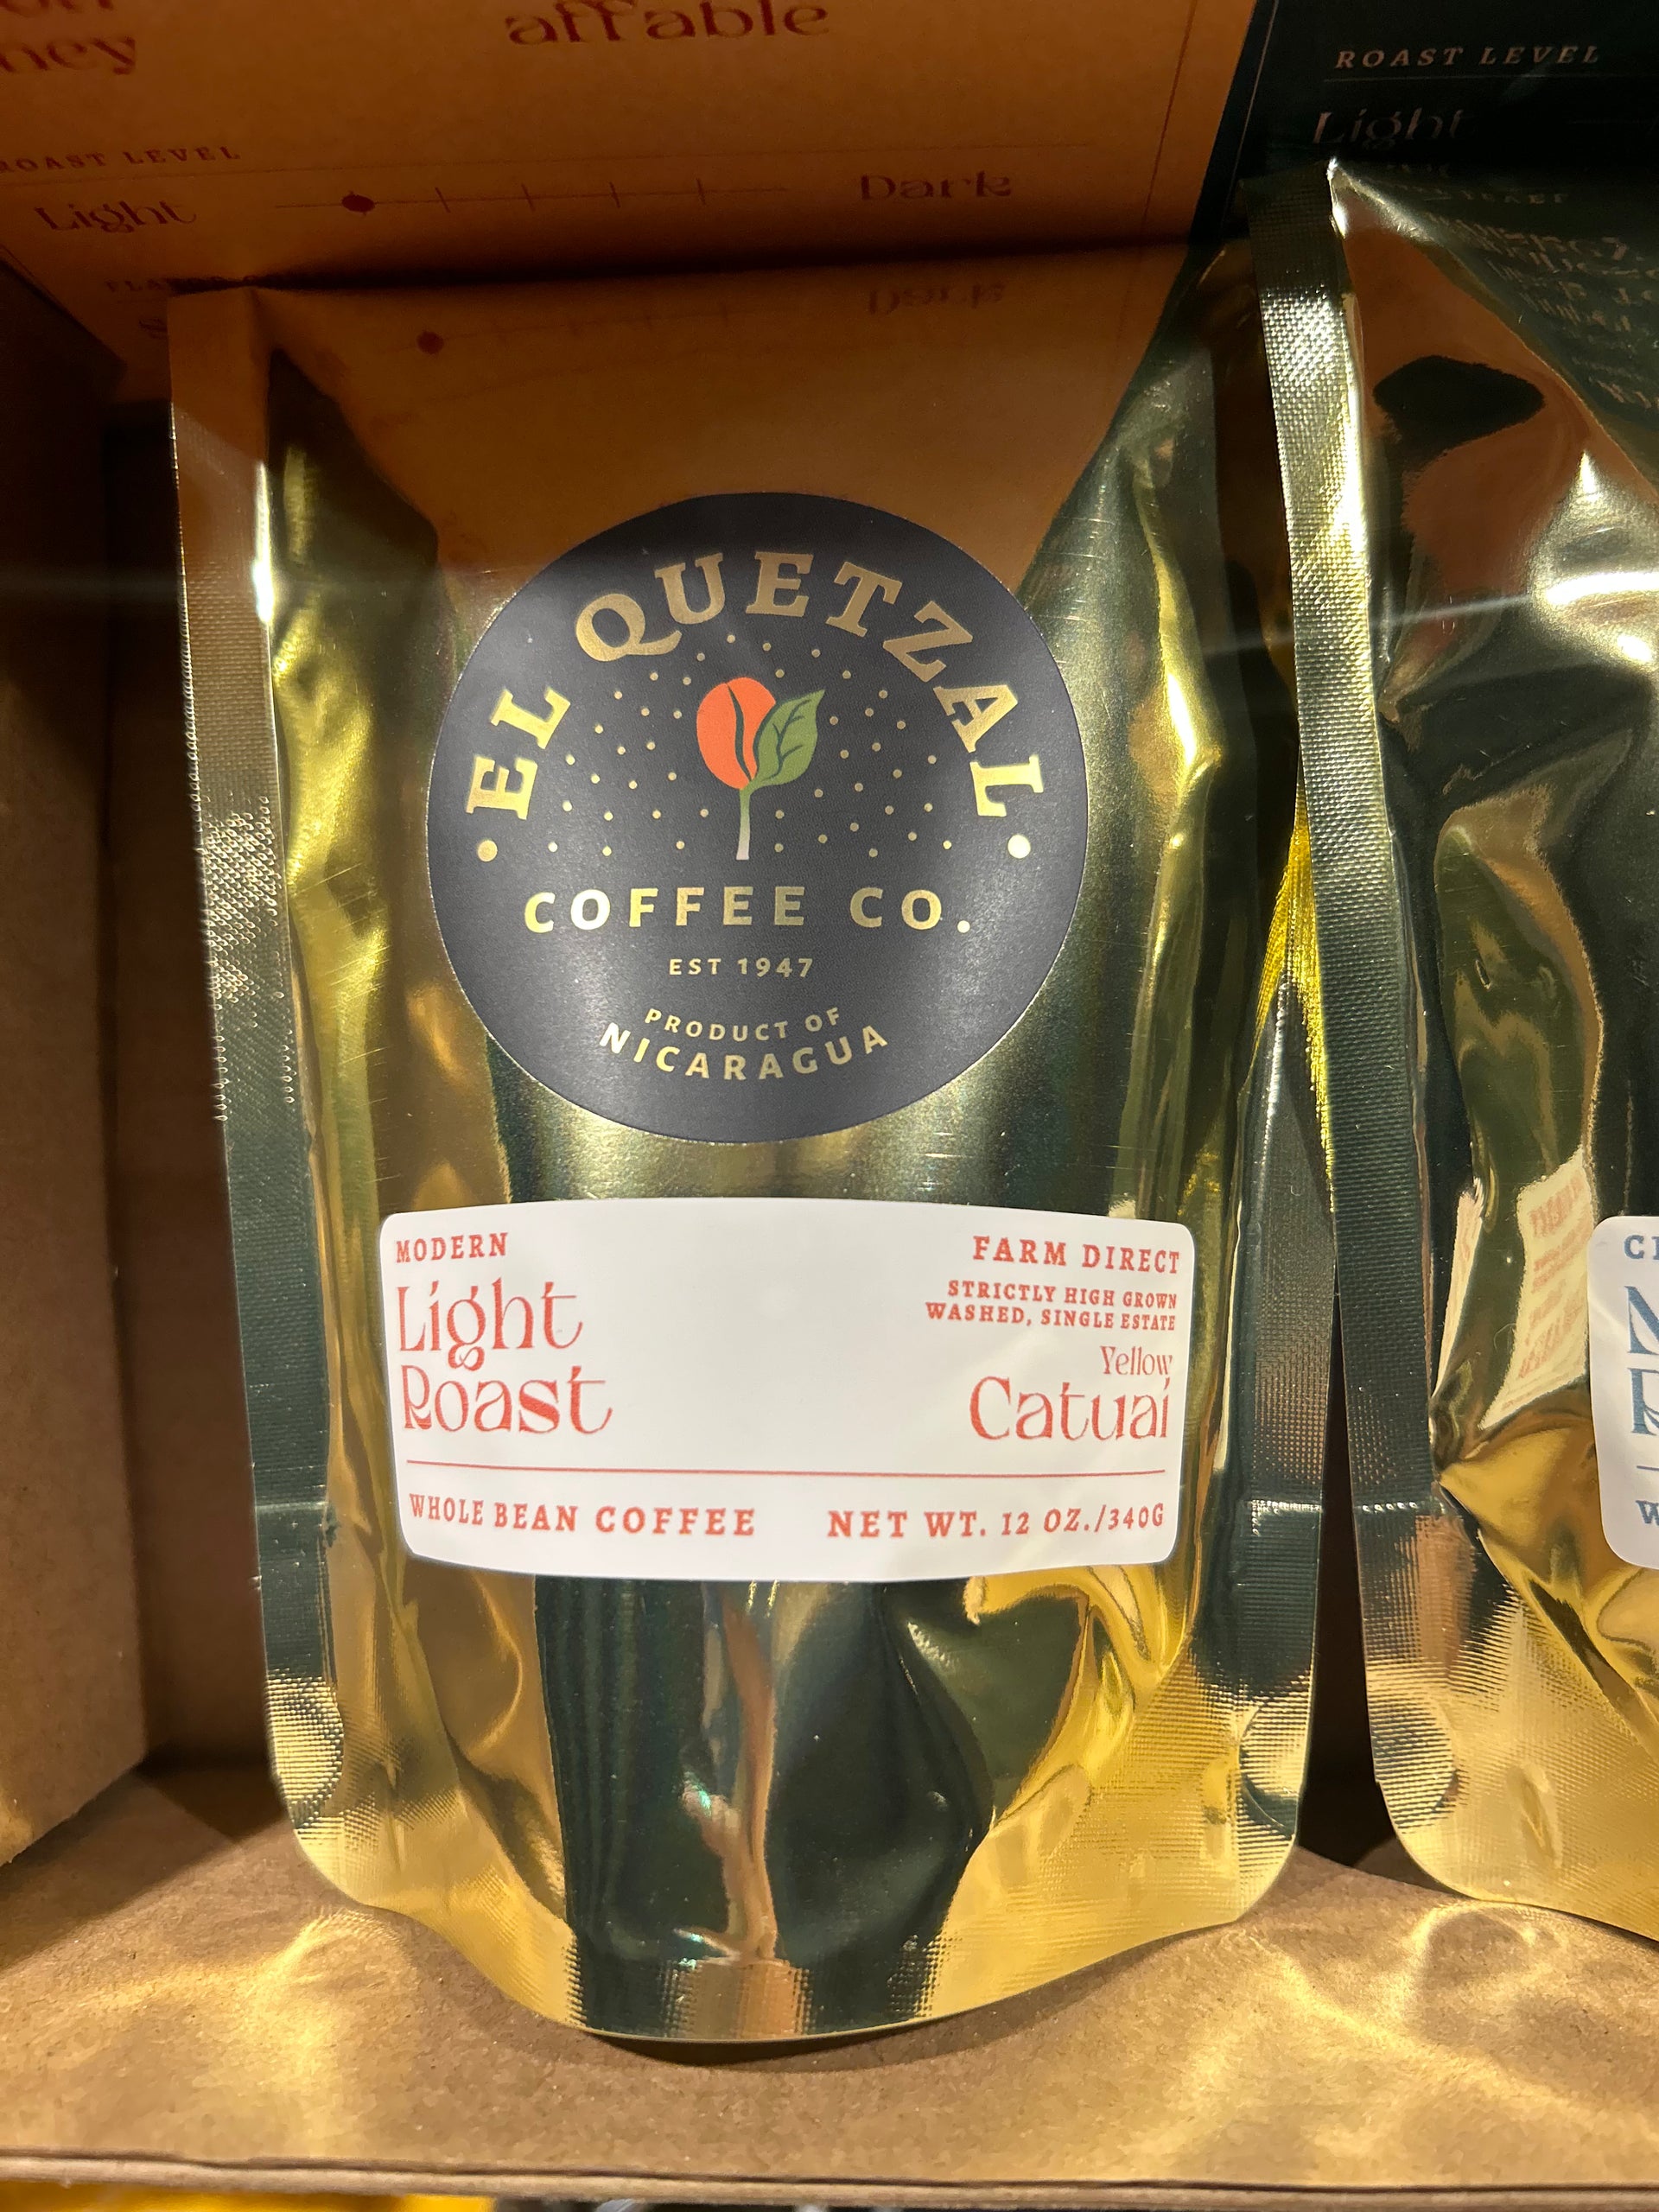 affable
ROAST LEVEL
Light
Dark
ROAST LEVEL
Light
EL QUETZAL
COFFEE CO.
EST 1947
PRODUCT OF
NICARAGUA
MODERN
Light
Roast
FARM DIRECT
STRICTLY HIGH GROWN
WASHED, SINGLE ESTATE
Yellow
Catuaí
WHOLE BEAN COFFEE
NET WT. 12 OZ./340G